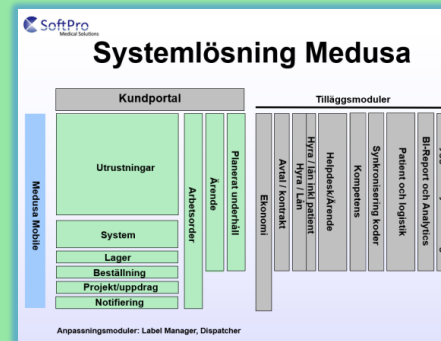 SoftPro
Medical Solutions
Systemlösning Medusa
Kundportal
Tilläggsmoduler
Medusa Mobile
Utrustningar
System
Lager
Beställning
Projekt/uppdrag
Notifiering
Arbetsorder
Ärende
Planerat underhåll
Ekonomi
Avtal / kontrakt
Hyra / Lån
Hyra / lån inkl patient
Helpdesk/Ärende
Kompetens
Synkronisering koder
Patient och logistik
BI-Report och Analytics
Anpassningsmoduler: Label Manager, Dispatcher